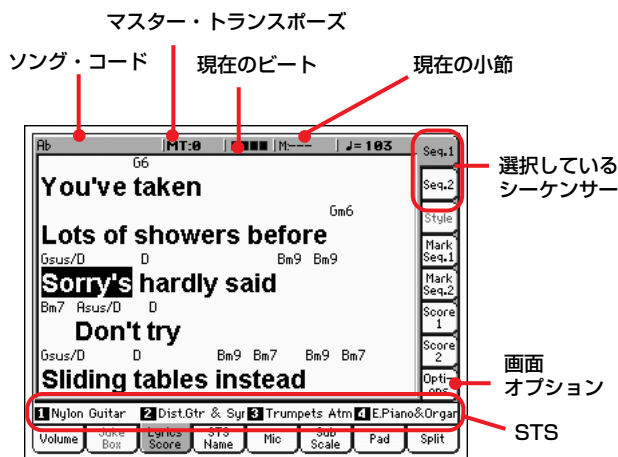 マスター・トランスポーズ
ソング・コード 現在のビート 現在の小節
Ab MT:0 M:--- ♩=103 Seq.1
選択している
シーケンサー
G6
You've taken
Seq.2
Gm6
Style
Lots of showers before
Mark
Seq.1
Gsus/D D Bm9 Bm9
Sorry's hardly said
Mark
Seq.2
Bm7 Asus/D D
Score
1
Don't try
Score
2
Gsus/D D Bm9 Bm7 Bm9 Bm7
画面
オプション
Sliding tables instead
Opti-
ons
1 Nylon Guitar 2 Dist.Gtr & Syr 3 Trumpets Atm 4 E.Piano&Organ
STS
Volume Juke Box Lyrics Score STS Name Mic Sub Scale Pad Split